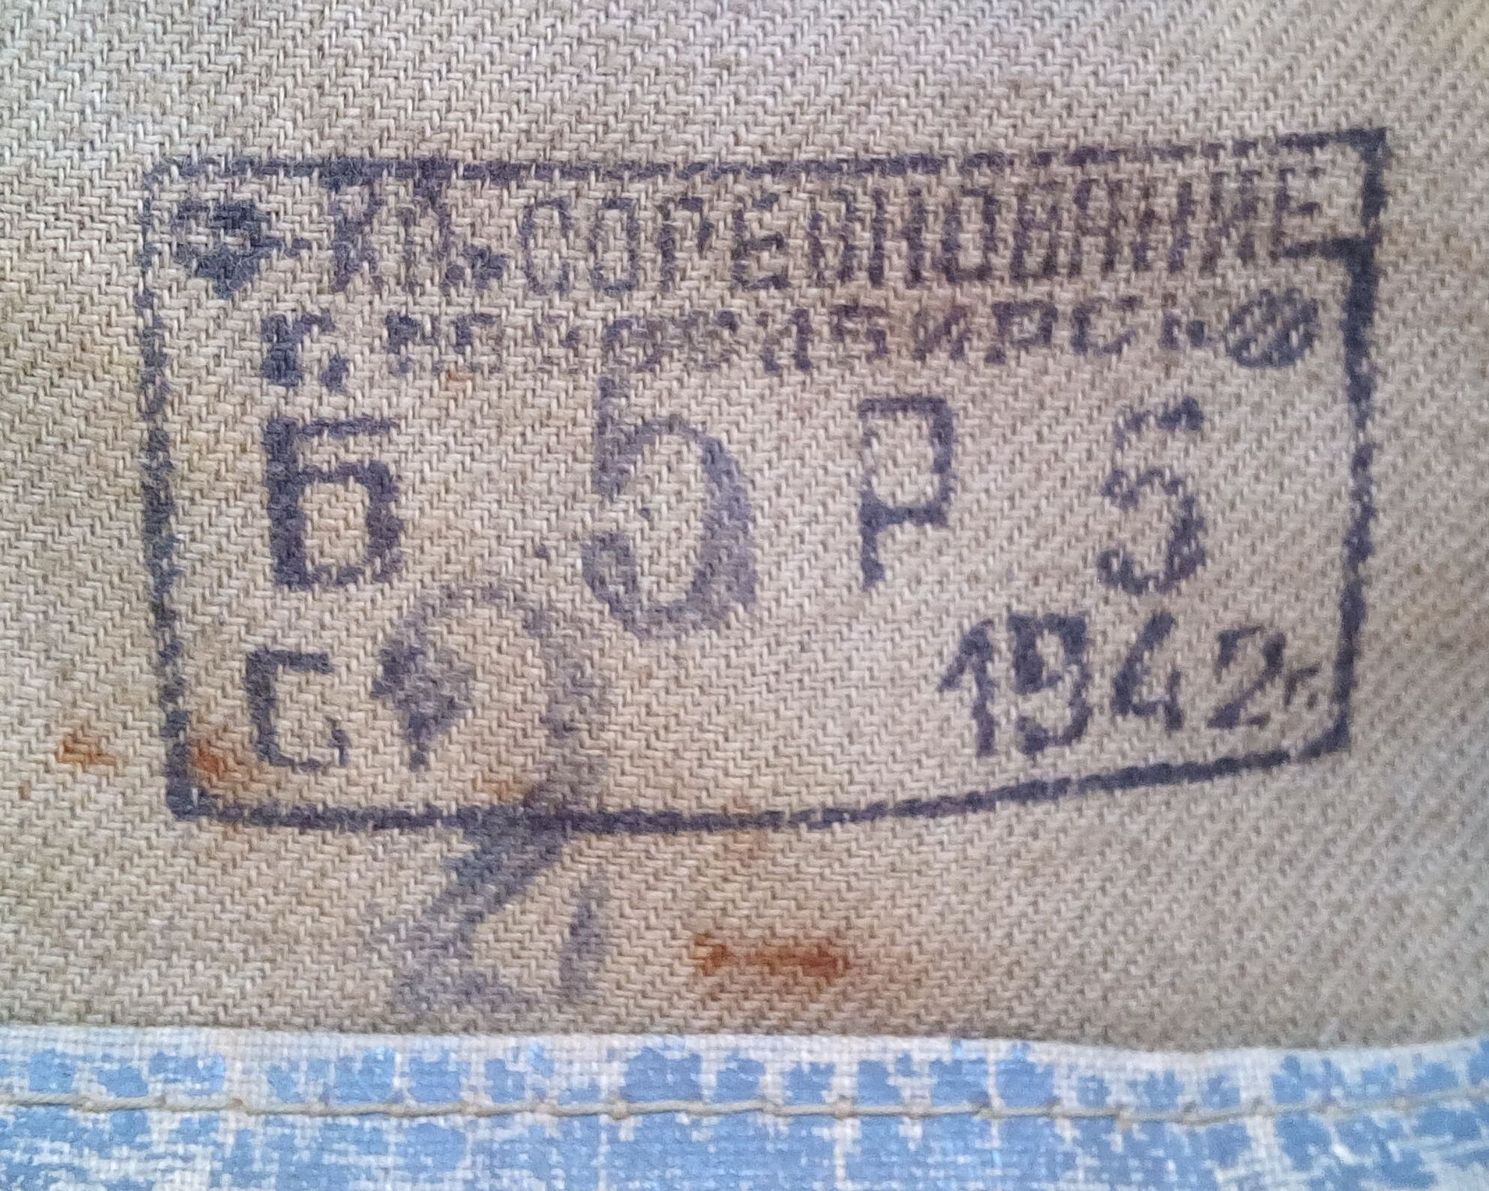 СОРЕВНОВАНИЕ
г. НОВОСИБИРСК
Б 5 Р 5
С 1942г.